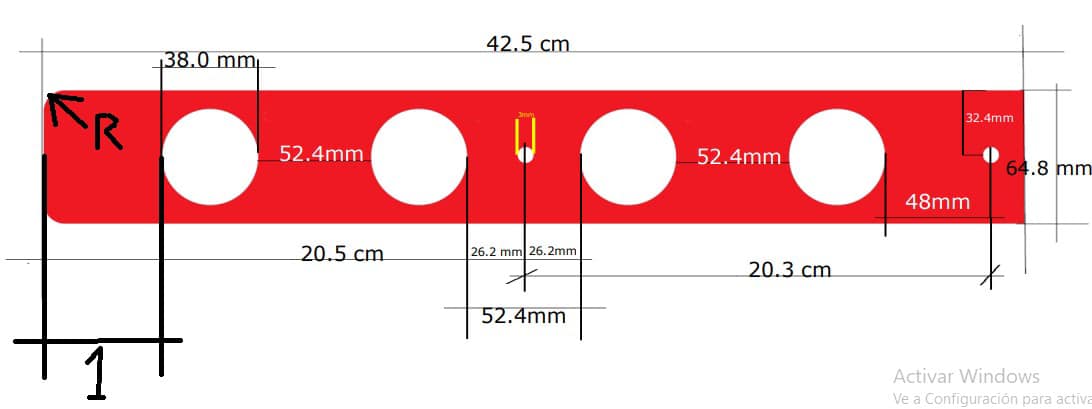 42.5 cm
38.0 mm
R
3mm
32.4mm
52.4mm
52.4mm
64.8 mm
48mm
20.5 cm
26.2 mm
26.2mm
20.3 cm
52.4mm
1
Activar Windows
Ve a Configuración para activa